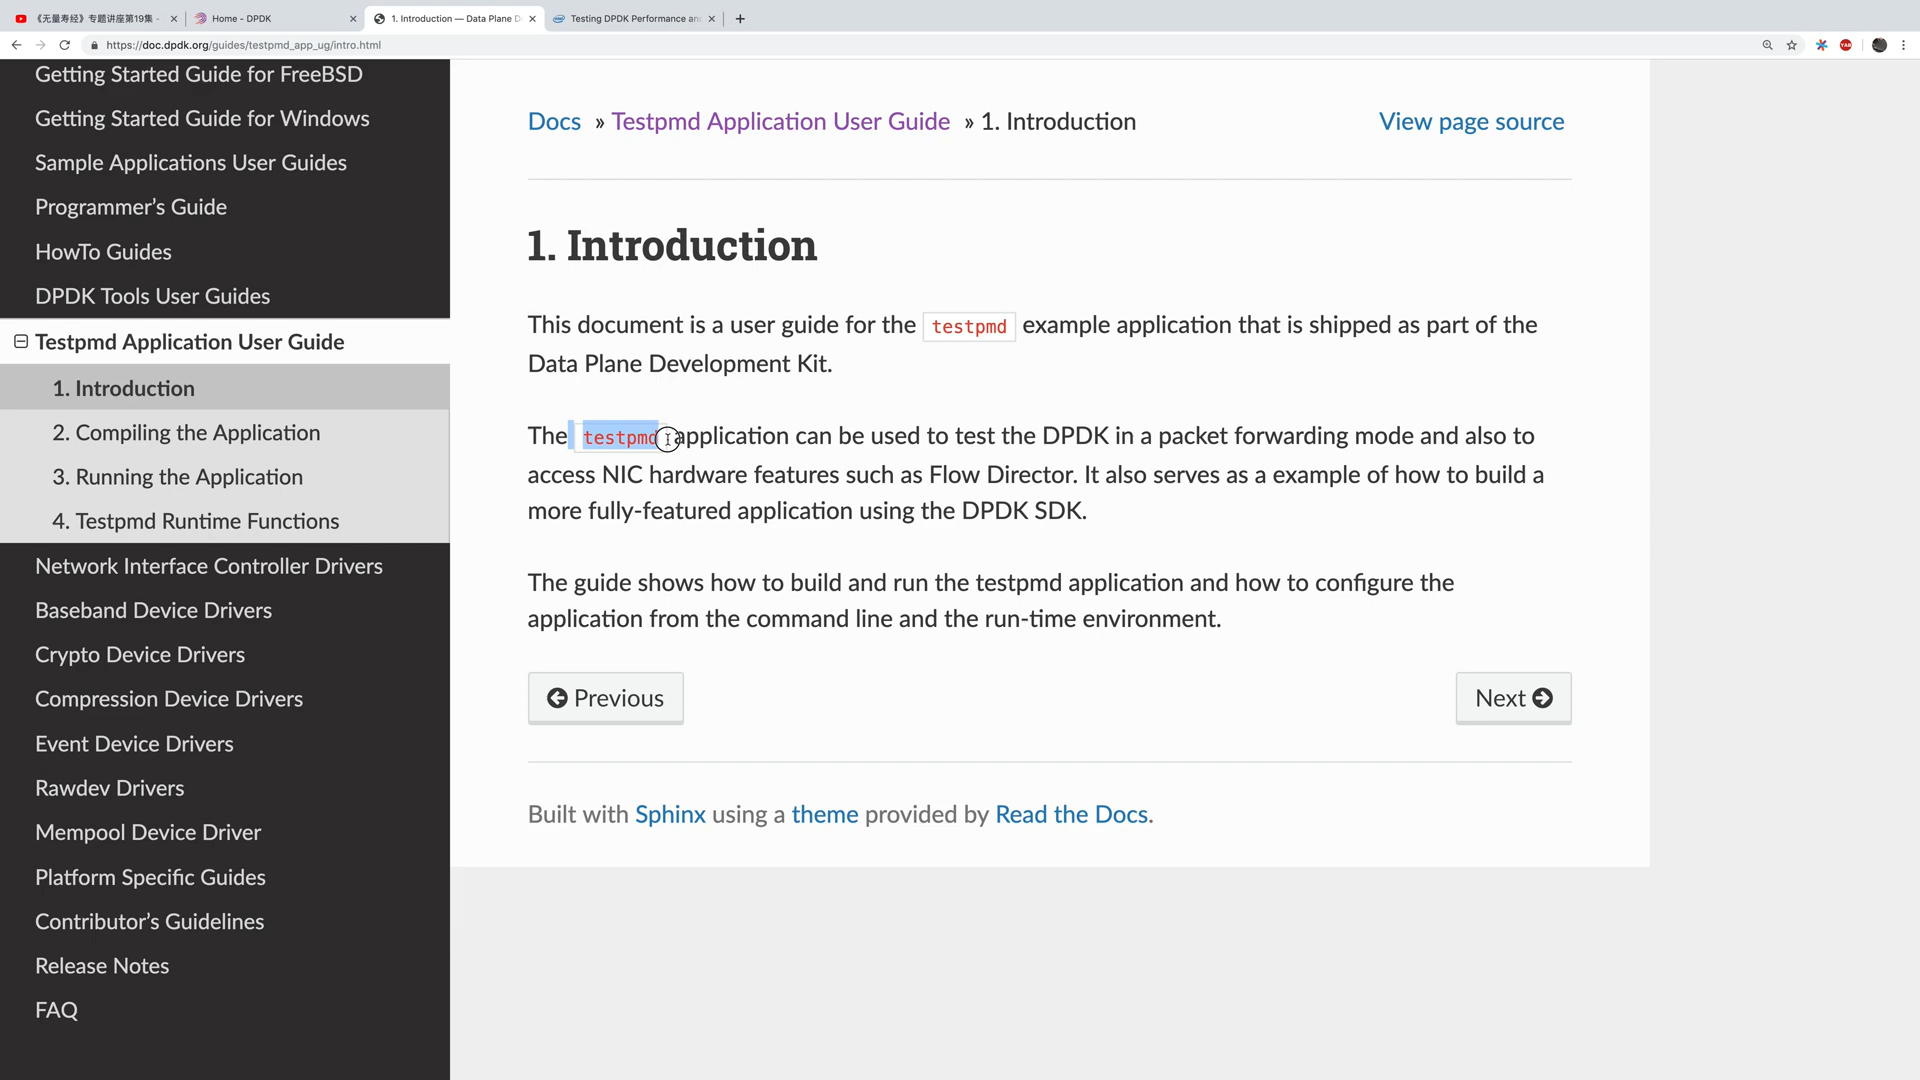 《无量寿经》专题讲座第19集 -
Home - DPDK
1. Introduction — Data Plane D
Testing DPDK Performance an
https://doc.dpdk.org/guides/testpmd_app_ug/intro.html
Getting Started Guide for FreeBSD
Getting Started Guide for Windows
Sample Applications User Guides
Programmer’s Guide
HowTo Guides
DPDK Tools User Guides
Testpmd Application User Guide
1. Introduction
2. Compiling the Application
3. Running the Application
4. Testpmd Runtime Functions
Network Interface Controller Drivers
Baseband Device Drivers
Crypto Device Drivers
Compression Device Drivers
Event Device Drivers
Rawdev Drivers
Mempool Device Driver
Platform Specific Guides
Contributor’s Guidelines
Release Notes
FAQ
Docs » Testpmd Application User Guide » 1. Introduction
View page source
1. Introduction
This document is a user guide for the testpmd example application that is shipped as part of the
Data Plane Development Kit.
The testpmd application can be used to test the DPDK in a packet forwarding mode and also to
access NIC hardware features such as Flow Director. It also serves as a example of how to build a
more fully-featured application using the DPDK SDK.
The guide shows how to build and run the testpmd application and how to configure the
application from the command line and the run-time environment.
Previous
Next
Built with Sphinx using a theme provided by Read the Docs.